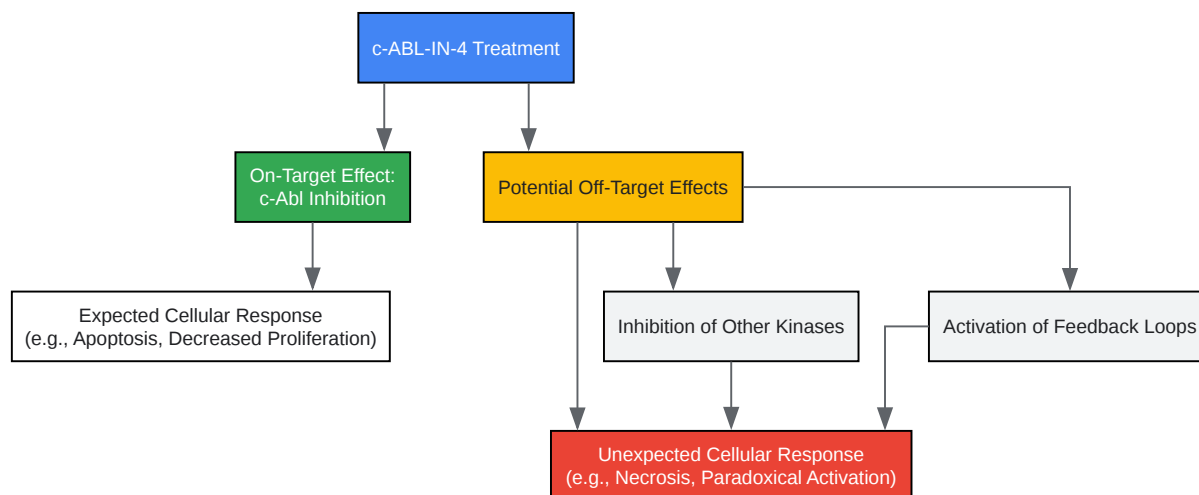 c-ABL-IN-4 Treatment
On-Target Effect:
c-Abl Inhibition
Potential Off-Target Effects
Expected Cellular Response
(e.g., Apoptosis, Decreased Proliferation)
Inhibition of Other Kinases
Activation of Feedback Loops
Unexpected Cellular Response
(e.g., Necrosis, Paradoxical Activation)